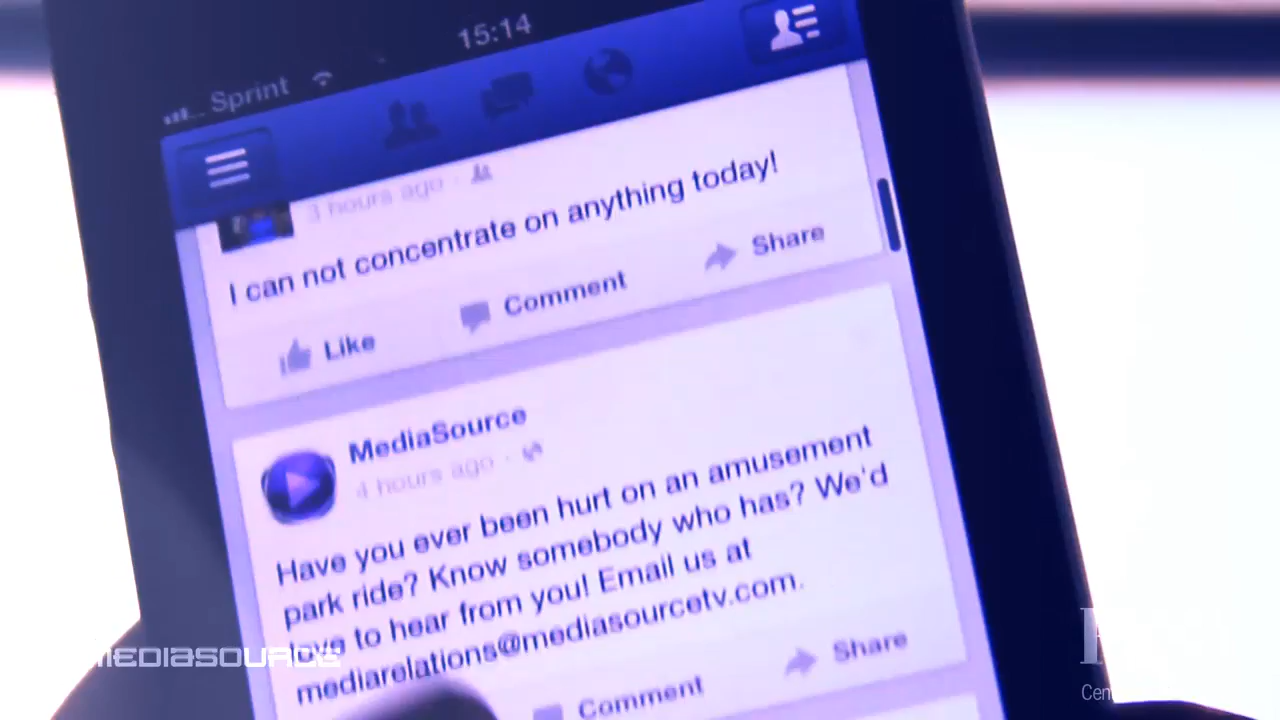 15:14
Sprint
3 hours ago
I can not concentrate on anything today!
Like Comment Share
MediaSource
4 hours ago
Have you ever been hurt on an amusement
park ride? Know somebody who has? We'd
love to hear from you! Email us at
mediarelations@mediasourcetv.com.
Comment Share
MEDIASOURCE